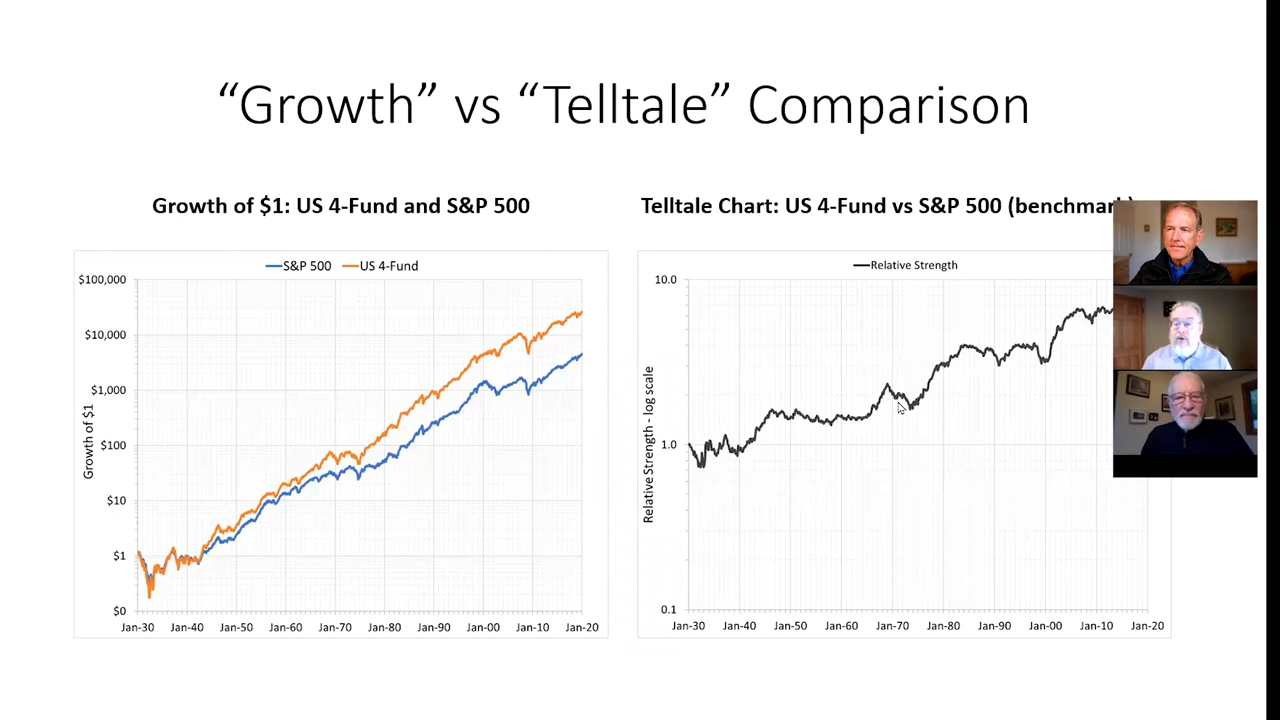 “Growth” vs “Telltale” Comparison
Growth of $1: US 4-Fund and S&P 500
S&P 500
US 4-Fund
$100,000
$10,000
$1,000
$100
$10
$1
$0
Growth of $1
Jan-30 Jan-40 Jan-50 Jan-60 Jan-70 Jan-80 Jan-90 Jan-00 Jan-10 Jan-20
Telltale Chart: US 4-Fund vs S&P 500 (benchmark)
Relative Strength
10.0
1.0
0.1
Relative Strength - log scale
Jan-30 Jan-40 Jan-50 Jan-60 Jan-70 Jan-80 Jan-90 Jan-00 Jan-10 Jan-20